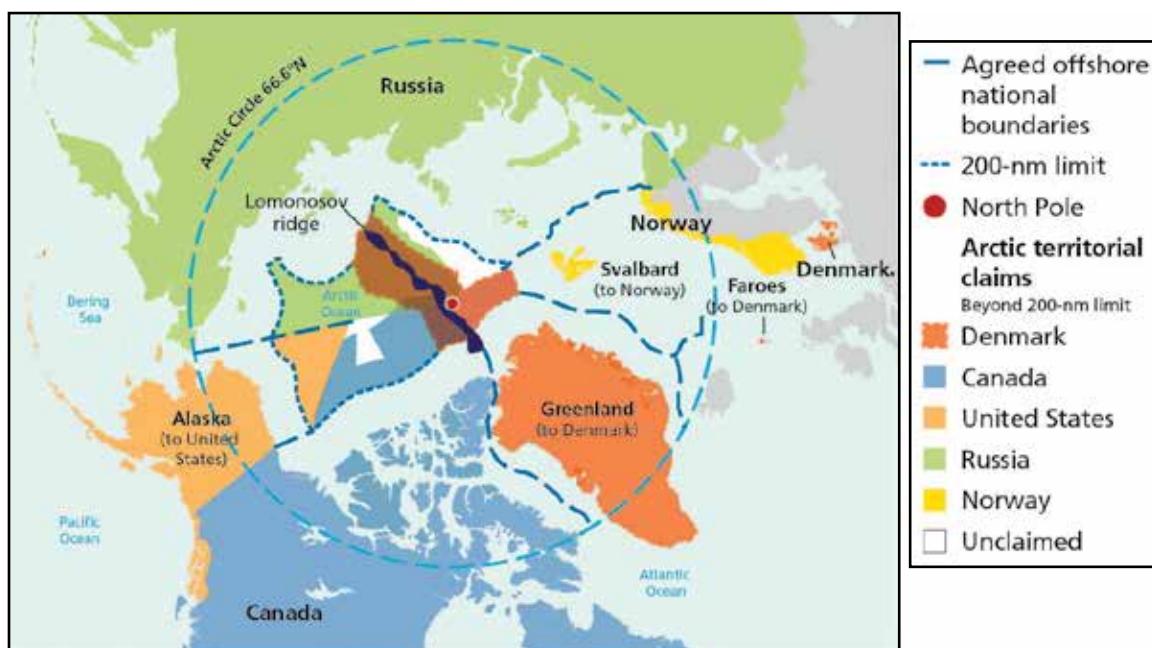 Arctic Circle 66.6°N
Russia
Lomonosov
ridge
Norway
Svalbard
(to Norway)
Denmark
Faroes
(to Denmark)
Bering
Sea
Arctic
Ocean
Alaska
(to United
States)
Greenland
(to Denmark)
Pacific
Ocean
Atlantic
Ocean
Canada
Agreed offshore
national
boundaries
200-nm limit
North Pole
Arctic territorial
claims
Beyond 200-nm limit
Denmark
Canada
United States
Russia
Norway
Unclaimed